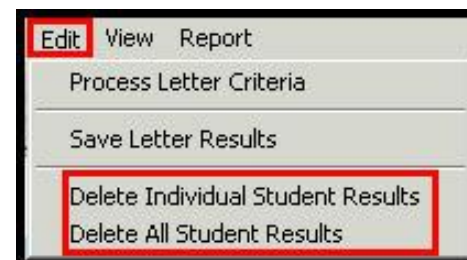 Edit View Report
Process Letter Criteria
Save Letter Results
Delete Individual Student Results
Delete All Student Results